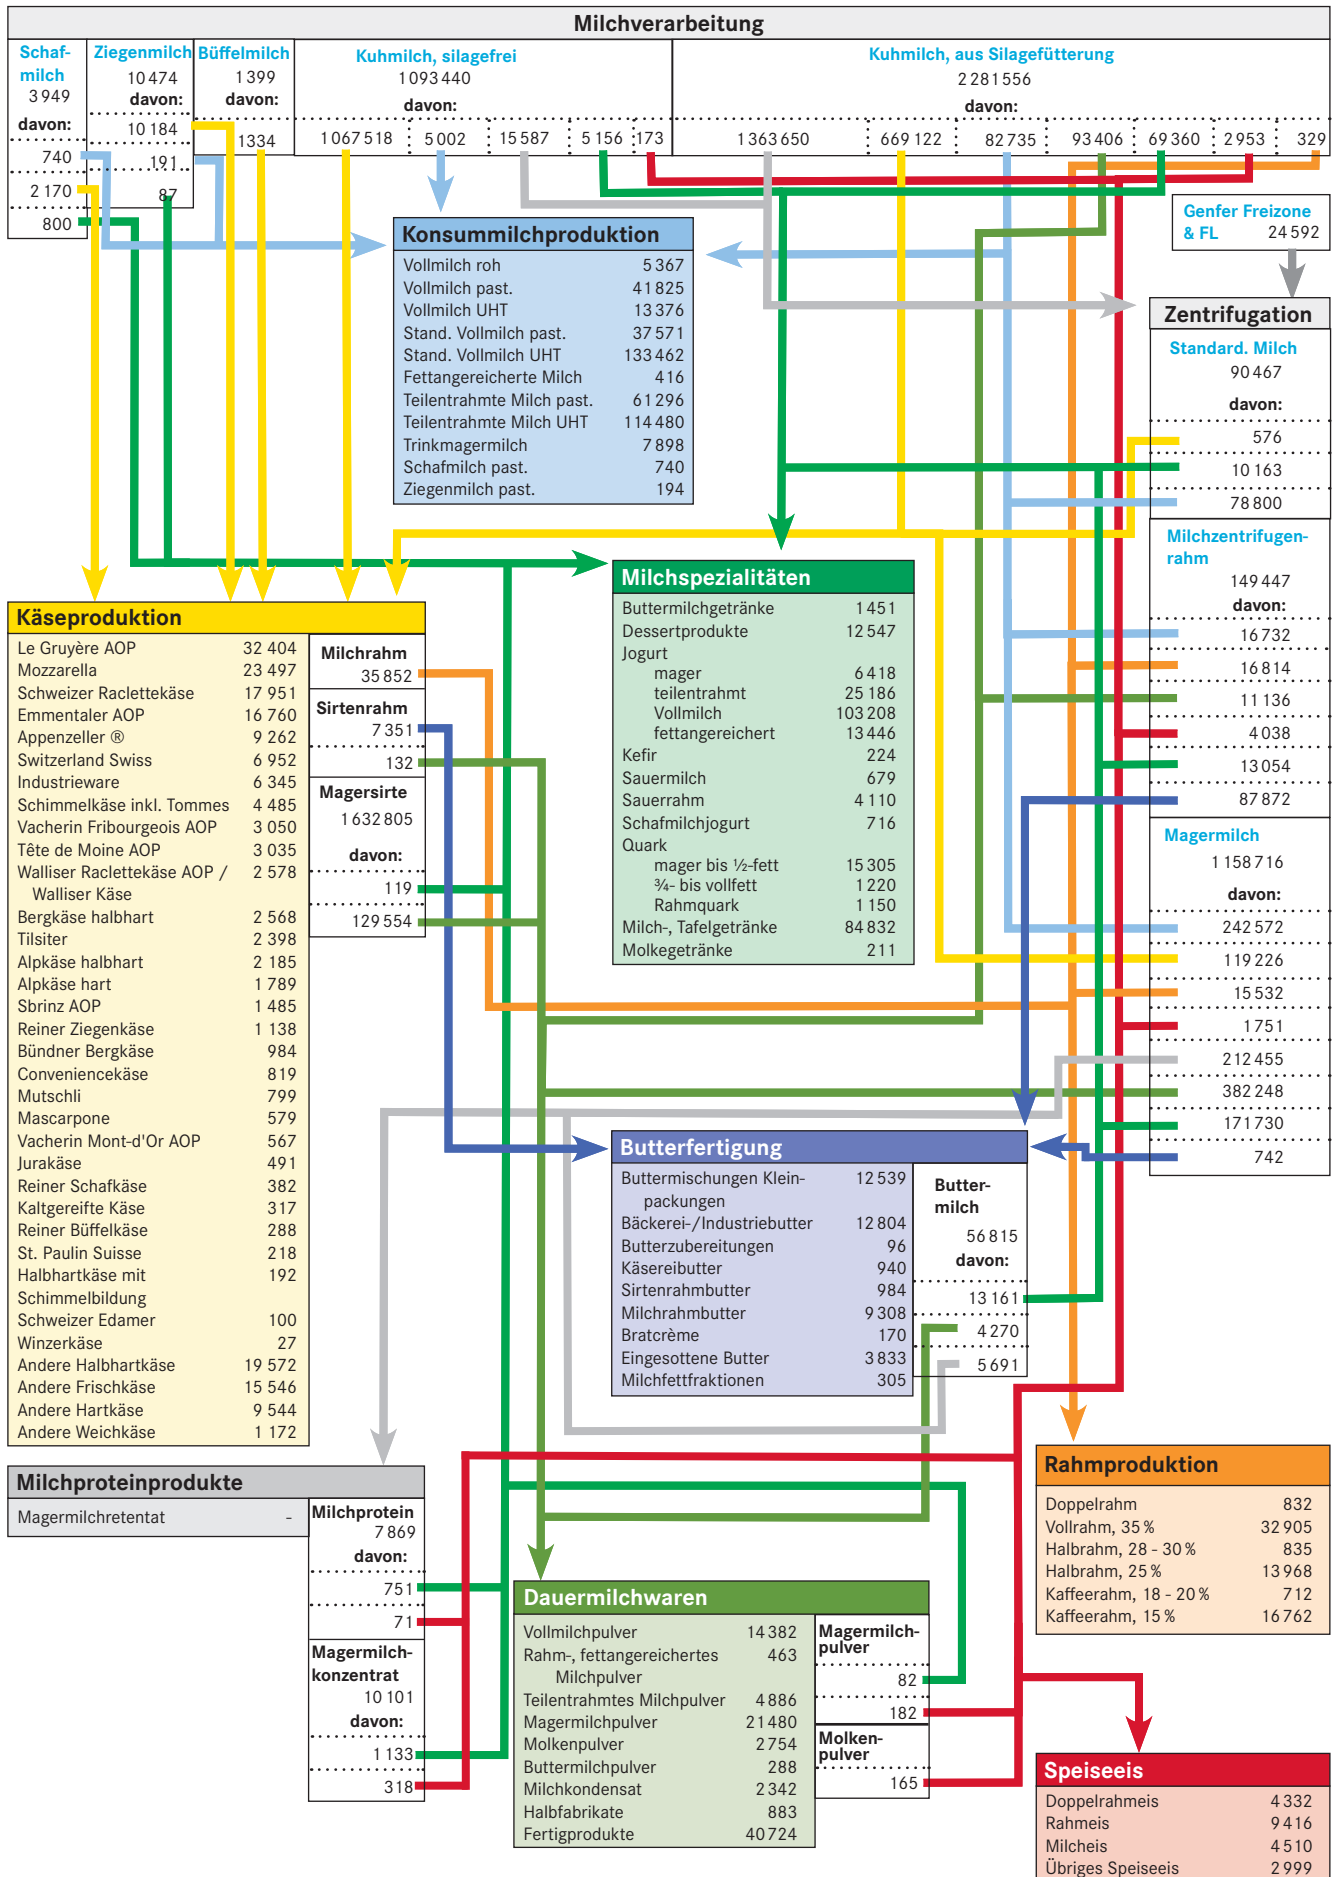 Milchverarbeitung
Schaf-
milch
3 949
davon:
740
2 170
800
Ziegenmilch
10 474
davon:
10 184
191
87
Büffelmilch
1 399
davon:
1334
Kuhmilch, silagefrei
1 093 440
davon:
1 067 518 5 002 15 587 5 156 173
Kuhmilch, aus Silagefütterung
2 281 556
davon:
1 363 650 669 122 82 735 93 406 69 360 2 953 329
Genfer Freizone
& FL 24 592
Konsummilchproduktion
Vollmilch roh 5 367
Vollmilch past. 41 825
Vollmilch UHT 13 376
Stand. Vollmilch past. 37 571
Stand. Vollmilch UHT 133 462
Fettangereicherte Milch 416
Teilentrahmte Milch past. 61 296
Teilentrahmte Milch UHT 114 480
Trinkmagermilch 7 898
Schafmilch past. 740
Ziegenmilch past. 194
Zentrifugation
Standard. Milch
90 467
davon:
576
10 163
78 800
Milchzentrifugen-
rahm
149 447
davon:
16 732
16 814
11 136
4 038
13 054
87 872
Magermilch
1 158 716
davon:
242 572
119 226
15 532
1 751
212 455
382 248
171 730
742
Milchspezialitäten
Buttermilchgetränke 1 451
Dessertprodukte 12 547
Jogurt
mager 6 418
teilentrahmt 25 186
Vollmilch 103 208
fettangereichert 13 446
Kefir 224
Sauermilch 679
Sauerrahm 4 110
Schafmilchjogurt 716
Quark
mager bis ½-fett 15 305
¾- bis vollfett 1 220
Rahmquark 1 150
Milch-, Tafelgetränke 84 832
Molkegetränke 211
Käseproduktion
Le Gruyère AOP 32 404
Mozzarella 23 497
Schweizer Raclettekäse 17 951
Emmentaler AOP 16 760
Appenzeller ® 9 262
Switzerland Swiss 6 952
Industrieware 6 345
Schimmelkäse inkl. Tommes 4 485
Vacherin Fribourgeois AOP 3 050
Tête de Moine AOP 3 035
Walliser Raclettekäse AOP / 2 578
Walliser Käse
Bergkäse halbhart 2 568
Tilsiter 2 398
Alpkäse halbhart 2 185
Alpkäse hart 1 789
Sbrinz AOP 1 485
Reiner Ziegenkäse 1 138
Bündner Bergkäse 984
Conveniencekäse 819
Mutschli 799
Mascarpone 579
Vacherin Mont-d'Or AOP 567
Jurakäse 491
Reiner Schafkäse 382
Kaltgereifte Käse 317
Reiner Büffelkäse 288
St. Paulin Suisse 218
Halbhartkäse mit 192
Schimmelbildung
Schweizer Edamer 100
Winzerkäse 27
Andere Halbhartkäse 19 572
Andere Frischkäse 15 546
Andere Hartkäse 9 544
Andere Weichkäse 1 172
Milchrahm
35 852
Sirtenrahm
7 351
132
Magersirte
1 632 805
davon:
119
129 554
Butterfertigung
Buttermischungen Klein- 12 539
packungen
Bäckerei-/Industriebutter 12 804
Butterzubereitungen 96
Käsereibutter 940
Sirtenrahmbutter 984
Milchrahmbutter 9 308
Bratcrème 170
Eingesottene Butter 3 833
Milchfettfraktionen 305
Butter-
milch
56 815
davon:
13 161
4 270
5 691
Milchproteinprodukte
Magermilchretentat -
Milchprotein
7 869
davon:
751
71
Magermilch-
konzentrat
10 101
davon:
1 133
318
Rahmproduktion
Doppelrahm 832
Vollrahm, 35 % 32 905
Halbrahm, 28 - 30 % 835
Halbrahm, 25 % 13 968
Kaffeerahm, 18 - 20 % 712
Kaffeerahm, 15 % 16 762
Dauermilchwaren
Vollmilchpulver 14 382
Rahm-, fettangereichertes 463
Milchpulver
Teilentrahmtes Milchpulver 4 886
Magermilchpulver 21 480
Molkenpulver 2 754
Buttermilchpulver 288
Milchkondensat 2 342
Halbfabrikate 883
Fertigprodukte 40 724
Magermilch-
pulver
82
182
Molken-
pulver
165
Speiseeis
Doppelrahmeis 4 332
Rahmeis 9 416
Milcheis 4 510
Übriges Speiseeis 2 999